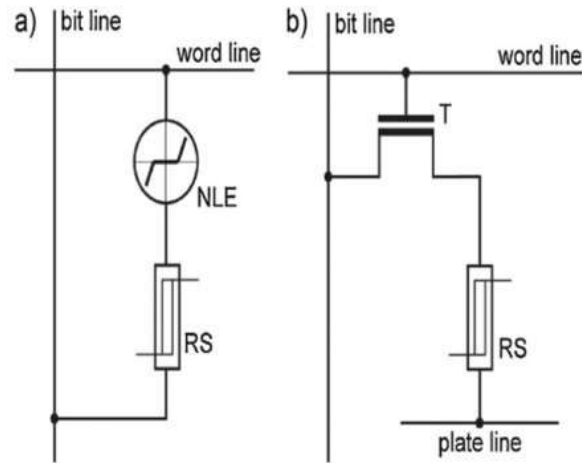 a) bit line
word line
NLE
RS
b) bit line
word line
T
RS
plate line